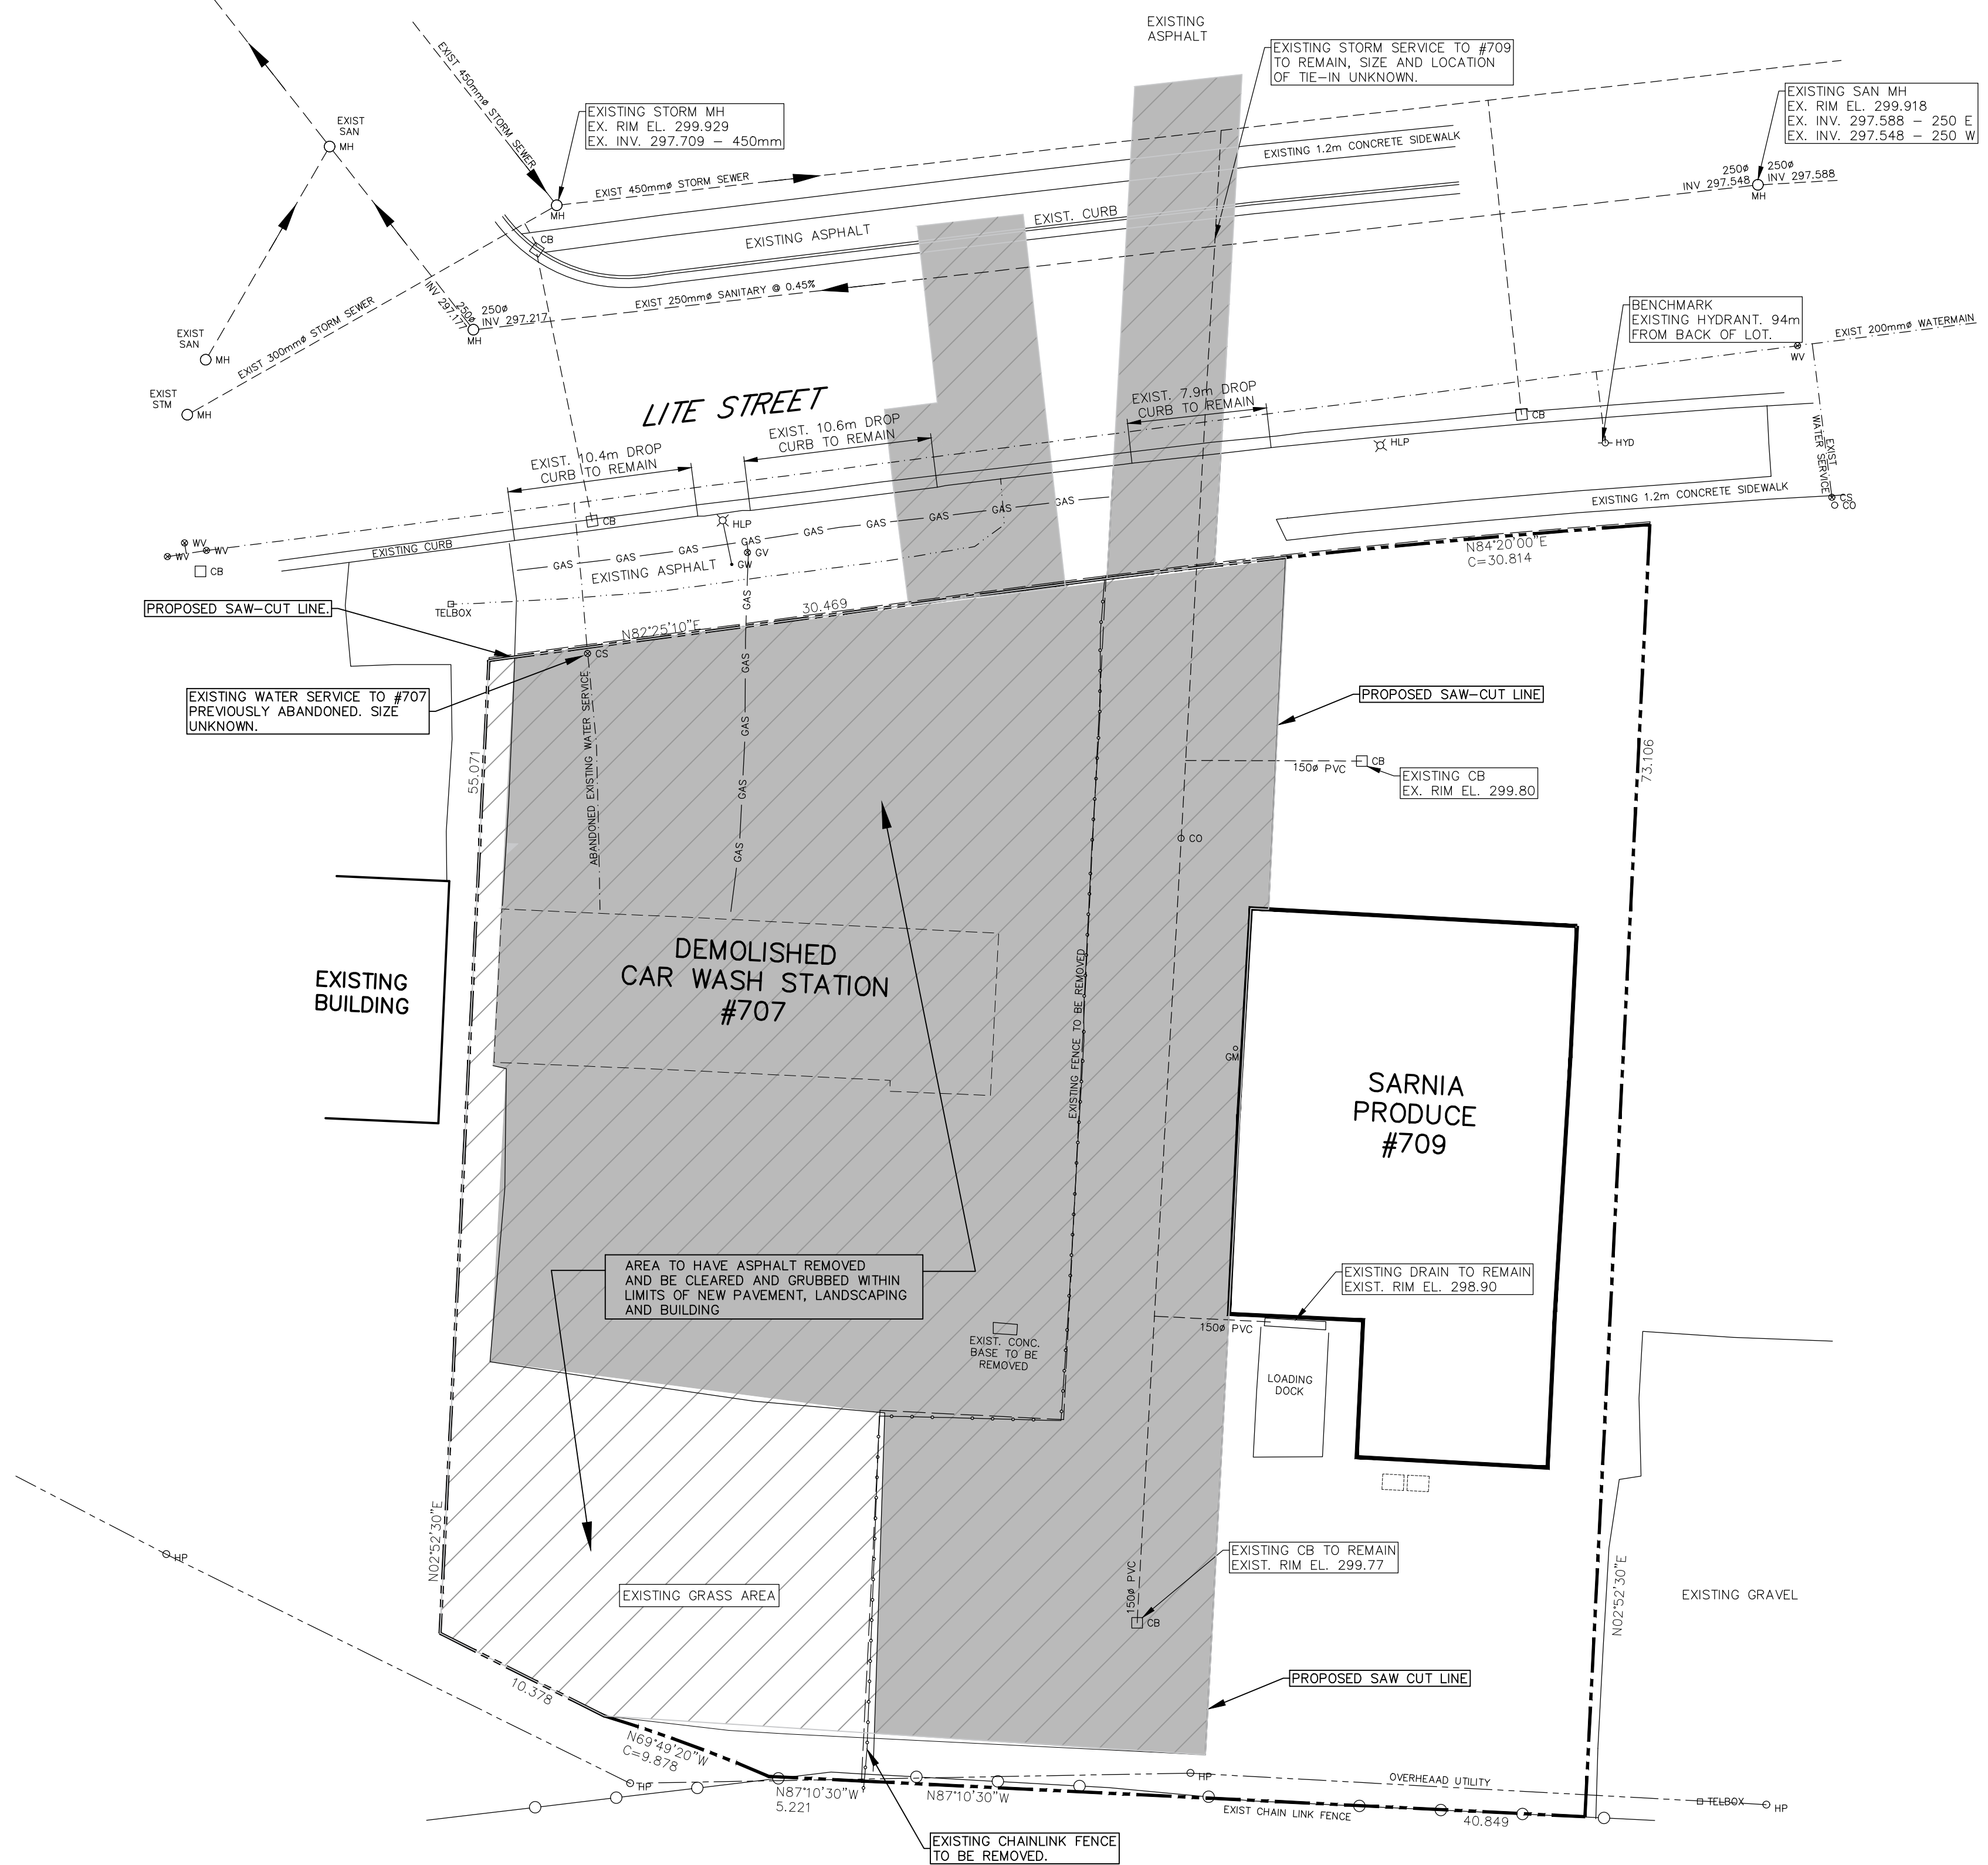 EXISTING
ASPHALT
EXISTING STORM SERVICE TO #709
TO REMAIN, SIZE AND LOCATION
OF TIE-IN UNKNOWN.
EXISTING SAN MH
EX. RIM EL. 299.918
EX. INV. 297.588 - 250 E
EX. INV. 297.548 - 250 W
EXIST 450mmø STORM SEWER
EXISTING STORM MH
EX. RIM EL. 299.929
EX. INV. 297.709 - 450mm
EXIST
SAN
MH
EXISTING 1.2m CONCRETE SIDEWALK
250ø
INV 297.548
250ø
INV 297.588
MH
EXIST 450mmø STORM SEWER
MH
CB
EXISTING ASPHALT
EXIST. CURB
EXIST 250mmø SANITARY @ 0.45%
250ø
INV 297.177
250ø
INV 297.217
MH
EXIST
SAN
MH
EXIST 300mmø STORM SEWER
EXIST
STM
MH
BENCHMARK
EXISTING HYDRANT. 94m
FROM BACK OF LOT.
EXIST 200mmø WATERMAIN
WV
LITE STREET
EXIST. 7.9m DROP
CURB TO REMAIN
EXIST. 10.6m DROP
CURB TO REMAIN
EXIST. 10.4m DROP
CURB TO REMAIN
CB
HLP
HYD
EXIST
WATER SERVICE
EXISTING 1.2m CONCRETE SIDEWALK
CS
CO
CB
HLP
GAS GAS GAS GAS GAS GAS GAS GAS GAS
GV
GW
WV
WV
WV
CB
EXISTING CURB
EXISTING ASPHALT
N84°20'00"E
C=30.814
PROPOSED SAW-CUT LINE.
TELBOX
GAS
30.469
N82°25'10"E
CS
GAS
EXISTING WATER SERVICE TO #707
PREVIOUSLY ABANDONED. SIZE
UNKNOWN.
ABANDONED EXISTING WATER SERVICE
GAS
GAS
GAS
PROPOSED SAW-CUT LINE
55.071
73.106
150ø PVC
CB
EXISTING CB
EX. RIM EL. 299.80
CO
DEMOLISHED
CAR WASH STATION
#707
EXISTING
BUILDING
EXISTING FENCE TO BE REMOVED
GM
SARNIA
PRODUCE
#709
AREA TO HAVE ASPHALT REMOVED
AND BE CLEARED AND GRUBBED WITHIN
LIMITS OF NEW PAVEMENT, LANDSCAPING
AND BUILDING
EXISTING DRAIN TO REMAIN
EXIST. RIM EL. 298.90
150ø PVC
EXIST. CONC.
BASE TO BE
REMOVED
LOADING
DOCK
N02°52'30"E
HP
EXISTING CB TO REMAIN
EXIST. RIM EL. 299.77
150ø PVC
CB
EXISTING GRASS AREA
N02°52'30"E
EXISTING GRAVEL
PROPOSED SAW CUT LINE
10.378
N69°49'20"W
C=9.878
HP
HP
OVERHEAAD UTILITY
TELBOX
HP
N87°10'30"W
5.221
N87°10'30"W
EXIST CHAIN LINK FENCE
40.849
EXISTING CHAINLINK FENCE
TO BE REMOVED.